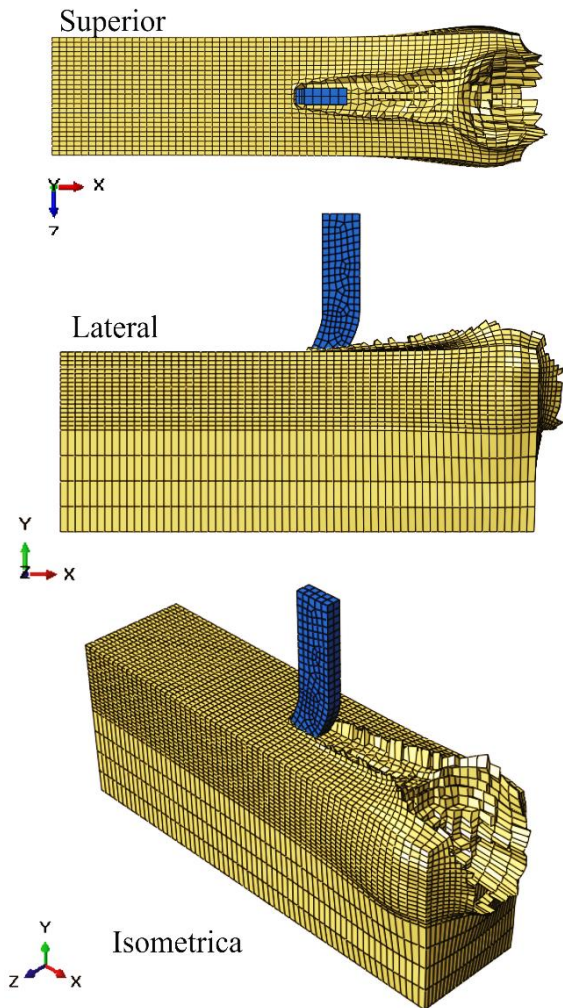 Superior
Y X
Z
Lateral
Y
Z X
Isometrica
Y
Z X